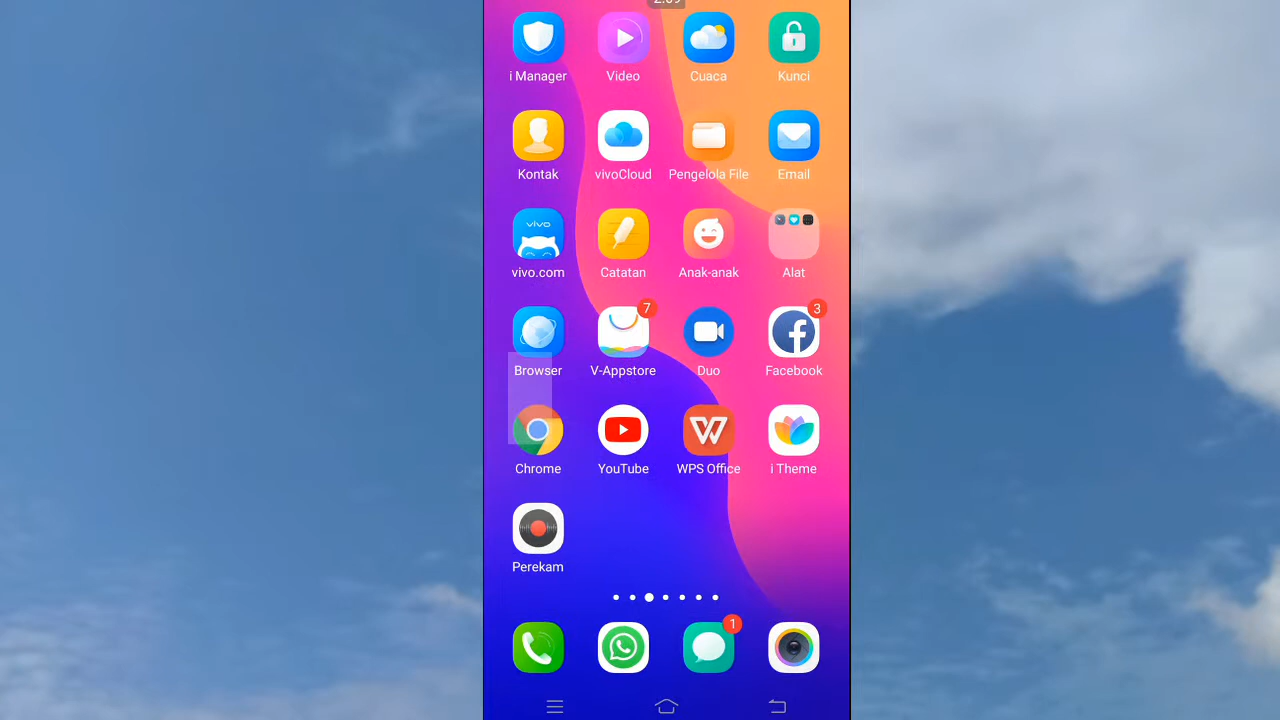 i Manager Video Cuaca Kunci
Kontak vivoCloud Pengelola File Email
vivo
vivo.com Catatan Anak-anak Alat
7 3
Browser V-Appstore Duo Facebook
Chrome YouTube WPS Office i Theme
Perekam
1